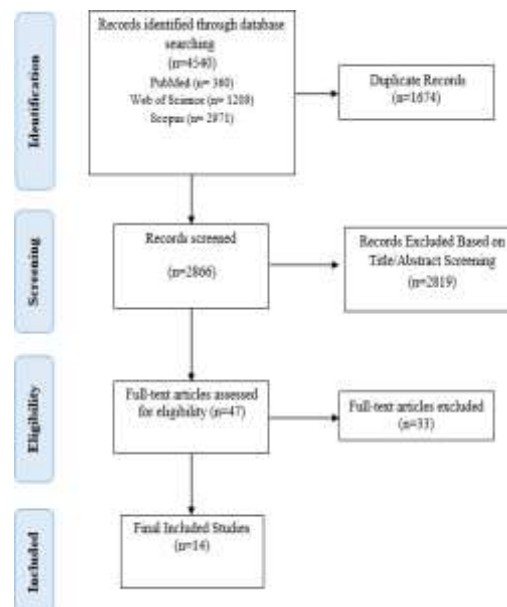 Identification
Records identified through database
searching
(n=4540)
PubMed (n= 360)
Web of Science (n= 1209)
Scopus (n= 2971)
Duplicate Records
(n=1674)
Screening
Records screened
(n=2866)
Records Excluded Based on
Title/Abstract Screening
(n=2819)
Eligibility
Full-text articles assessed
for eligibility (n=47)
Full-text articles excluded
(n=33)
Included
Final Included Studies
(n=14)